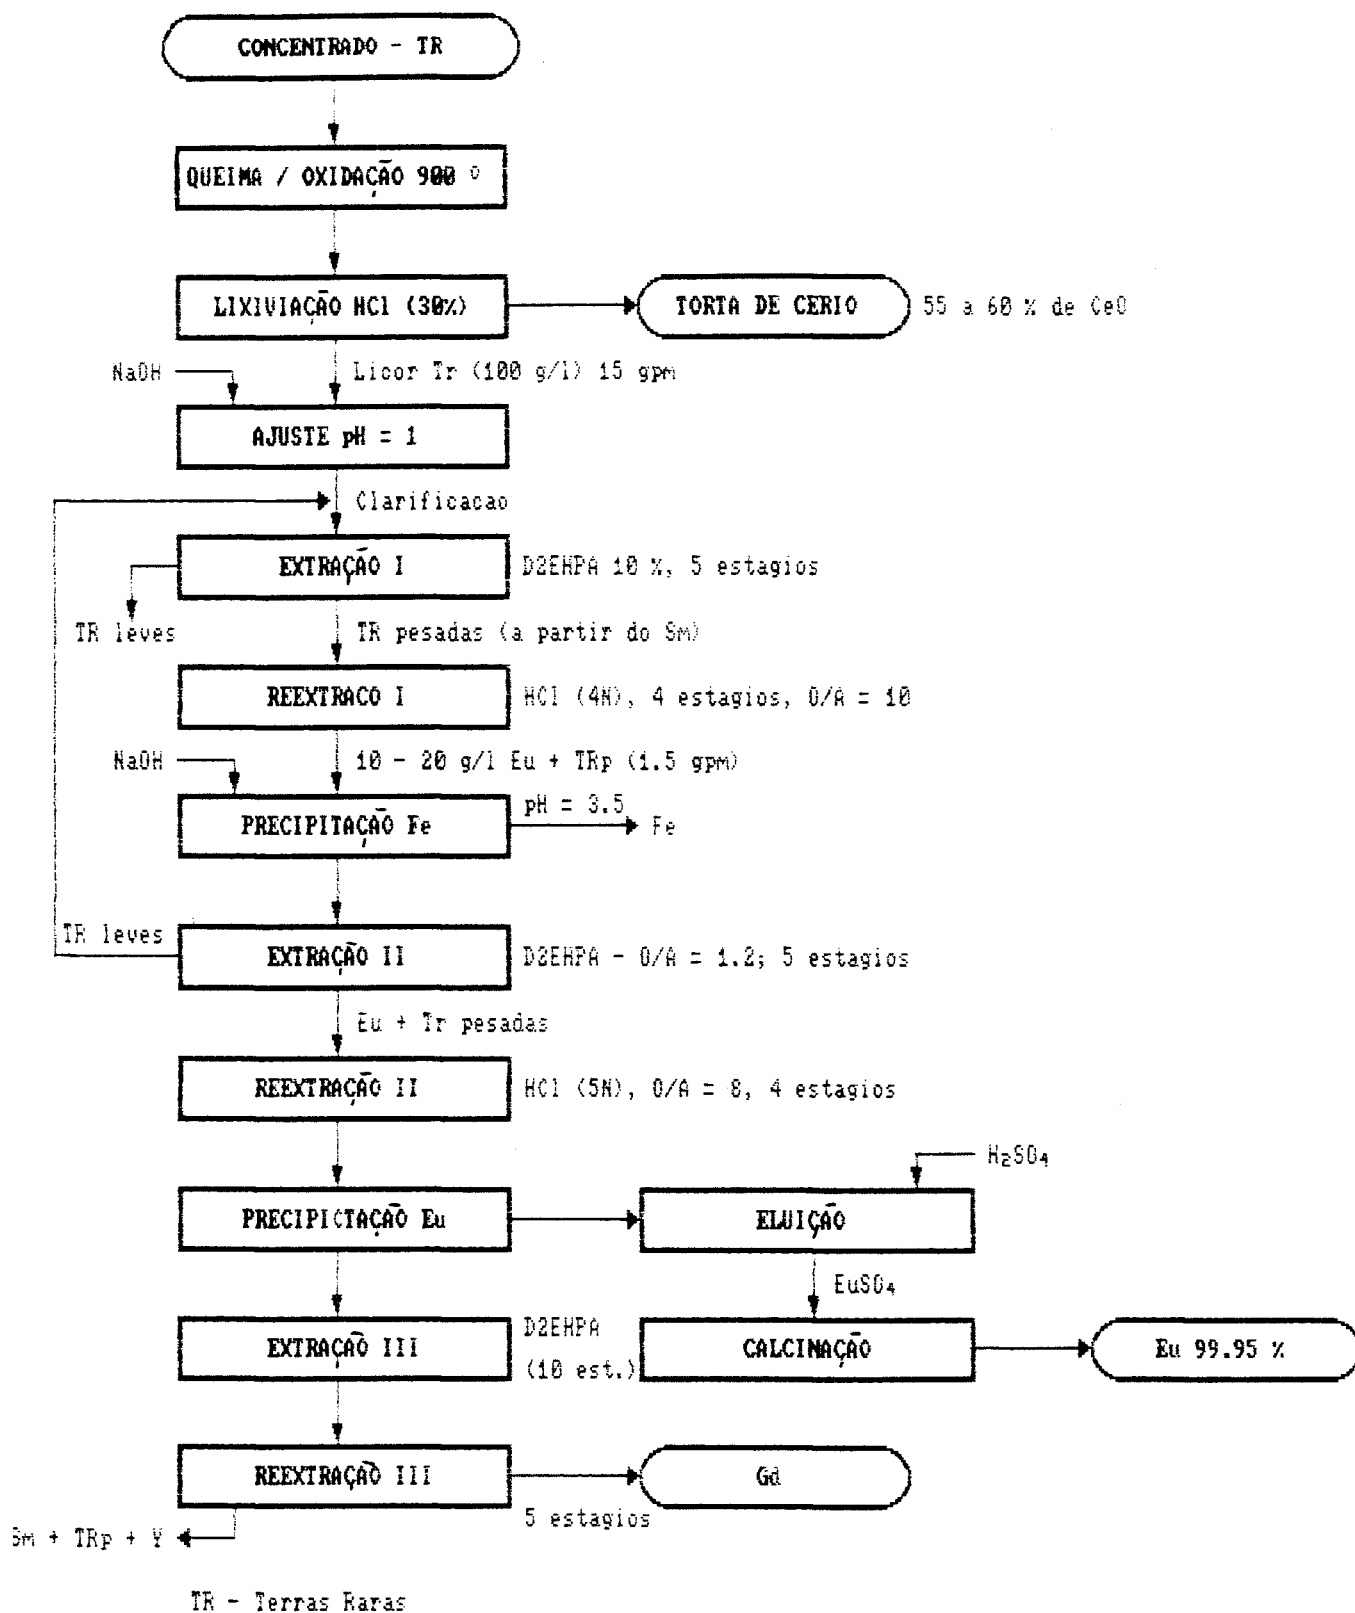 CONCENTRADO - TR
QUEIMA / OXIDAÇÃO 900 °
LIXIVIAÇÃO HCl (30%)
TORTA DE CERIO
55 a 60 % de CeO
NaOH
Licor Tr (100 g/l) 15 gpm
AJUSTE pH = 1
Clarificacao
EXTRAÇÃO I
D2EHPA 10 %, 5 estagios
TR leves
TR pesadas (a partir do Sm)
REEXTRACO I
HCl (4N), 4 estagios, O/A = 10
NaOH
10 - 20 g/l Eu + TRp (1.5 gpm)
PRECIPITAÇÃO Fe
pH = 3.5
Fe
TR leves
EXTRAÇÃO II
D2EHPA - O/A = 1.2; 5 estagios
Eu + Tr pesadas
REEXTRAÇÃO II
HCl (5N), O/A = 8, 4 estagios
H₂SO₄
PRECIPICTAÇÃO Eu
ELUIÇÃO
EuSO₄
EXTRAÇÃO III
D2EHPA
(10 est.)
CALCINAÇÃO
Eu 99.95 %
REEXTRAÇÃO III
Gd
5 estagios
Sm + TRp + Y
TR - Terras Raras